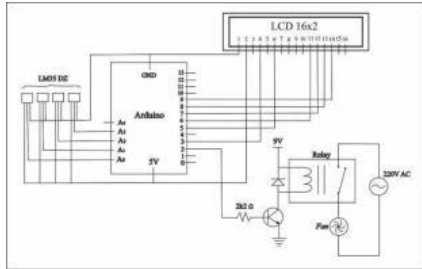 LCD 16x2
1 2 3 4 5 6 7 8 9 10 11 12 13 14 15 16
LM35 DZ
GND
13
12
11
10
9
8
7
6
5
4
3
2
1
0
Arduino
A4
A3
A2
A1
A0
5V
9V
Relay
220V AC
2k2 Ω
Fan